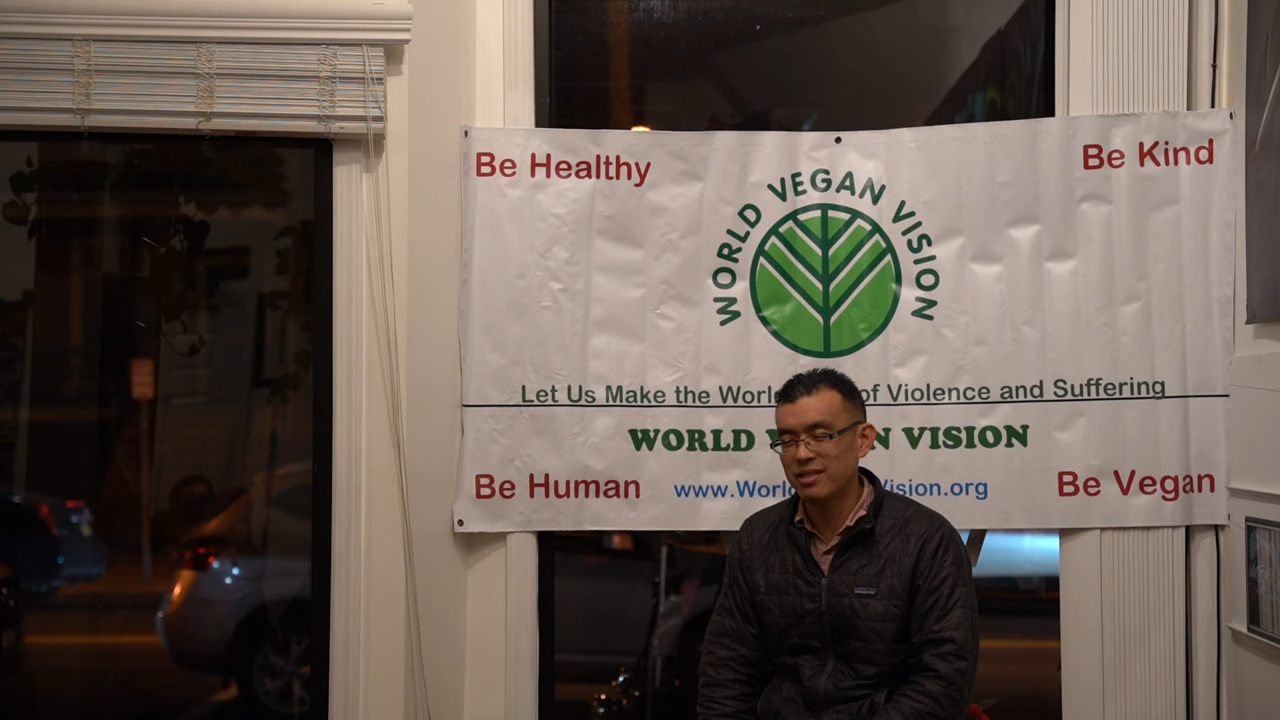 Be Healthy
Be Kind
WORLD VEGAN VISION
Let Us Make the World of Violence and Suffering
WORLD VISION
Be Human
www. Vision.org
Be Vegan
patagonia